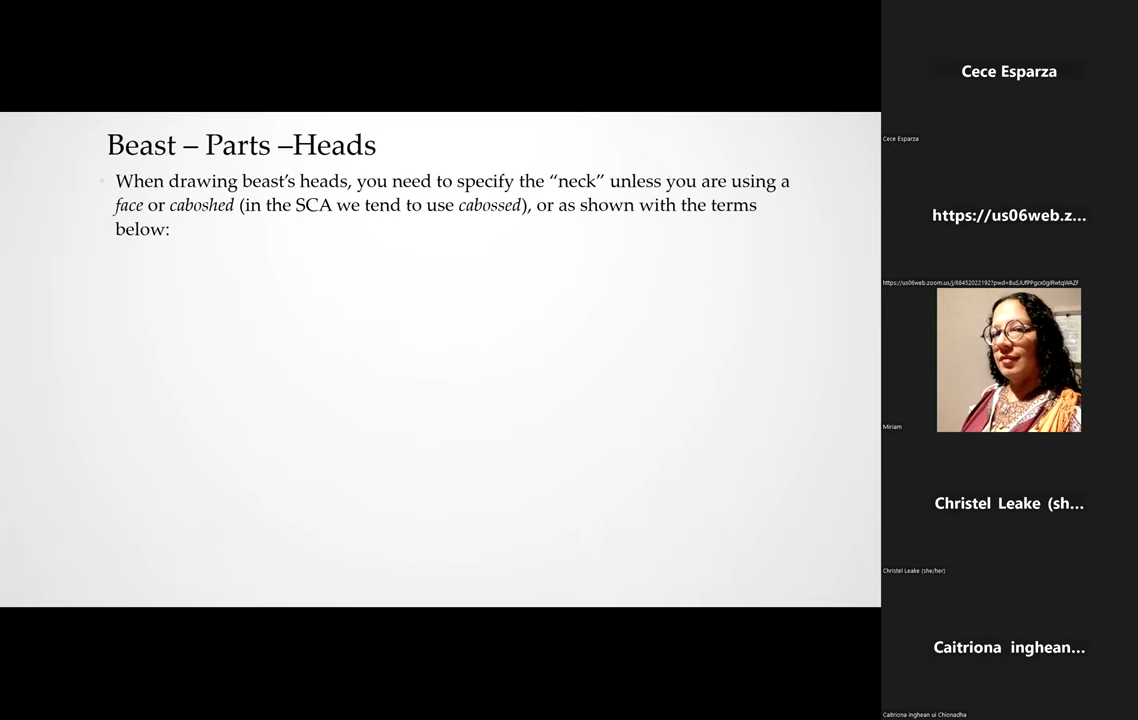 Beast – Parts –Heads
When drawing beast's heads, you need to specify the “neck” unless you are using a
face or caboshed (in the SCA we tend to use cabossed), or as shown with the terms
below:
Cece Esparza
Cece Esparza
https://us06web.z...
Miriam
Christel Leake (sh...
Christel Leake (she/her)
Caitriona inghean...
Caitriona inghean ui Chionadha